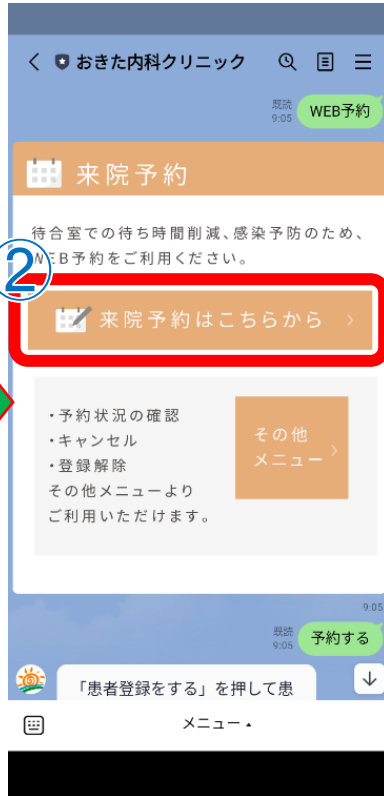 おきた内科クリニック
既読
9:05
WEB予約
来院予約
待合室での待ち時間削減、感染予防のため、
WEB予約をご利用ください。
②
来院予約はこちらから >
・予約状況の確認
・キャンセル
・登録解除
その他メニューより
ご利用いただけます。
その他
メニュー >
9:05
既読
9:05
予約する
「患者登録をする」を押して患
メニュー